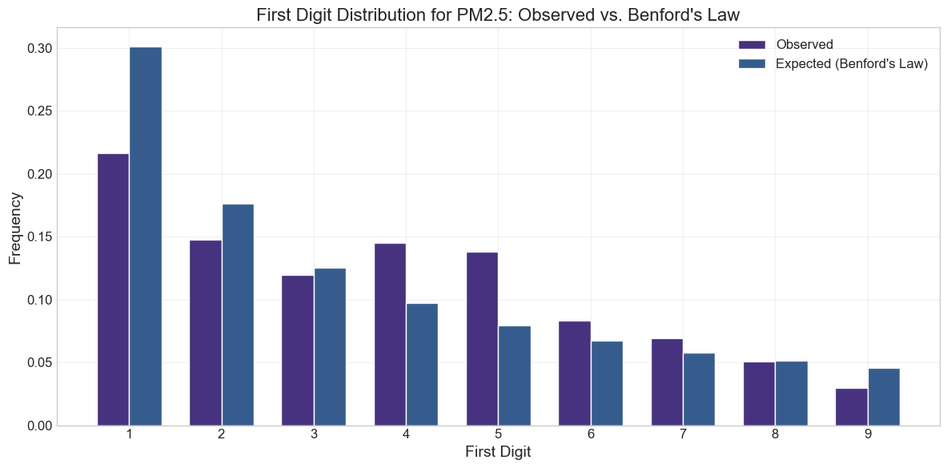 First Digit Distribution for PM2.5: Observed vs. Benford's Law
Observed
Expected (Benford's Law)
Frequency
0.30
0.25
0.20
0.15
0.10
0.05
0.00
1 2 3 4 5 6 7 8 9
First Digit